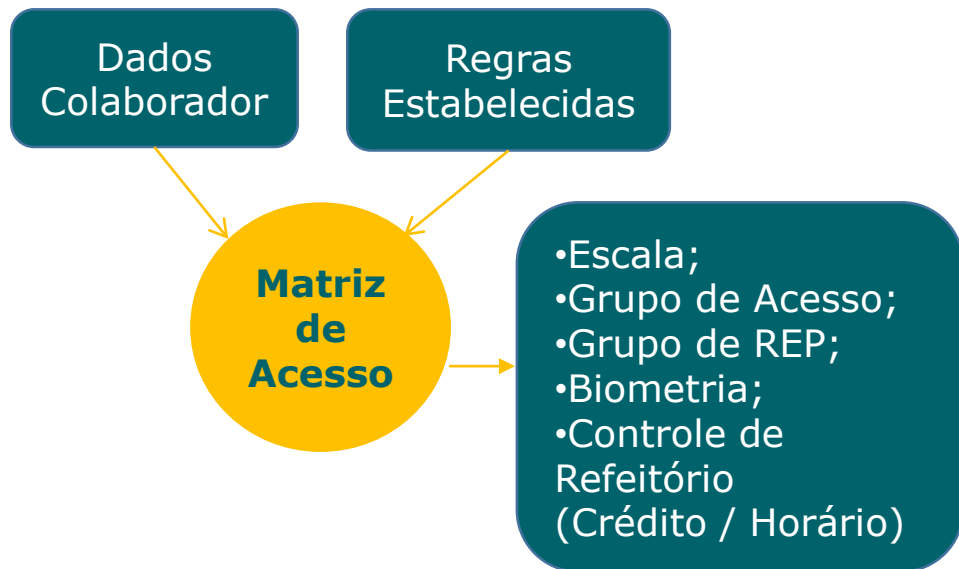 Dados
Colaborador
Regras
Estabelecidas
Matriz
de
Acesso
•Escala;
•Grupo de Acesso;
•Grupo de REP;
•Biometria;
•Controle de
Refeitório
(Crédito / Horário)